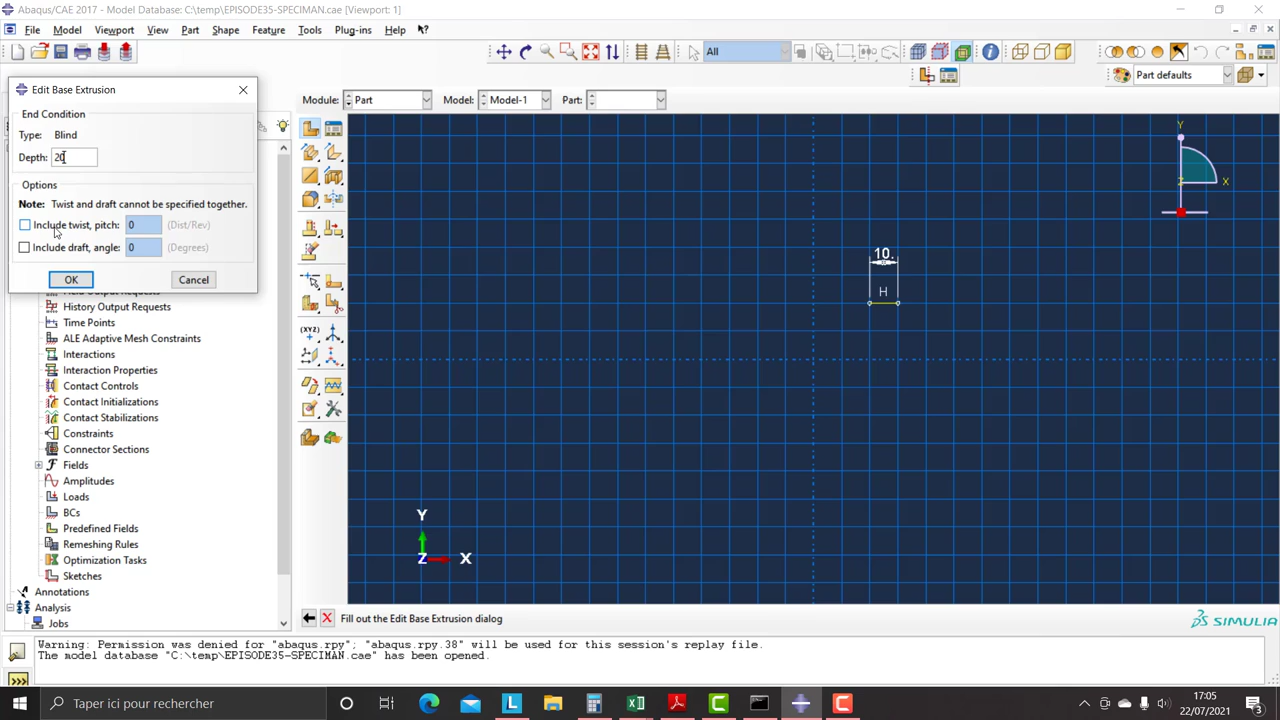 Abaqus/CAE 2017 - Model Database: C:\temp\EPISODE35-SPECIMAN.cae [Viewport: 1]
File Model Viewport View Part Shape Feature Tools Plug-ins Help
All
Part defaults
Edit Base Extrusion
End Condition
Type: Blind
Depth: 20
Options
Note: Twist and draft cannot be specified together.
Include twist, pitch: 0 (Dist/Rev)
Include draft, angle: 0 (Degrees)
OK Cancel
Module: Part Model: Model-1 Part:
(XYZ)
History Output Requests
Time Points
ALE Adaptive Mesh Constraints
Interactions
Interaction Properties
Contact Controls
Contact Initializations
Contact Stabilizations
Constraints
Connector Sections
Fields
Amplitudes
Loads
BCs
Predefined Fields
Remeshing Rules
Optimization Tasks
Sketches
Annotations
Analysis
Jobs
Y
Z X
10.
H
Y
Z X
Fill out the Edit Base Extrusion dialog
SIMULIA
Warning: Permission was denied for "abaqus.rpy"; "abaqus.rpy.38" will be used for this session's replay file.
The model database "C:\temp\EPISODE35-SPECIMAN.cae" has been opened.
>>>
Taper ici pour rechercher
17:05
22/07/2021
3